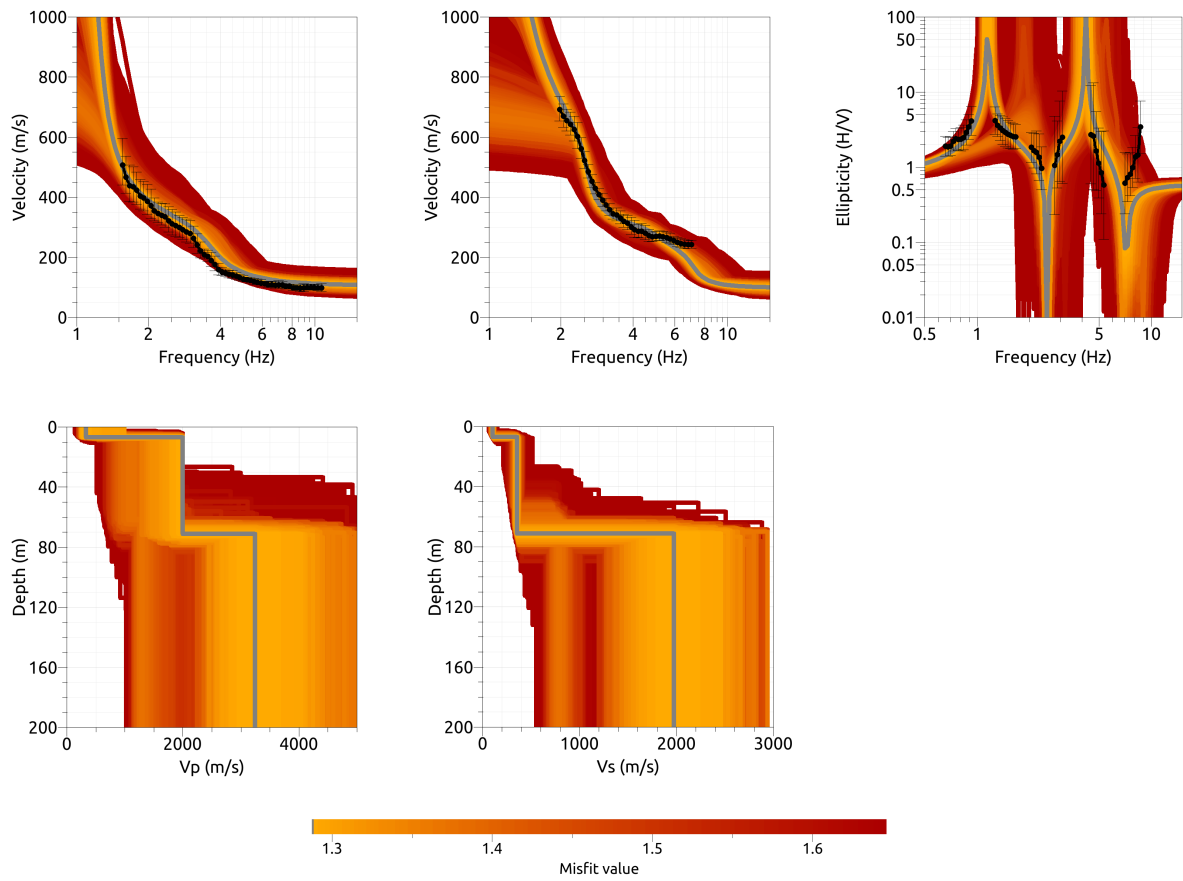 1000
800
600
400
200
0
Velocity (m/s)
1 2 4 6 8 10
Frequency (Hz)
1000
800
600
400
200
0
Velocity (m/s)
1 2 4 6 8 10
Frequency (Hz)
100
50
10
5
1
0.5
0.1
0.05
0.01
Ellipticity (H/V)
0.5 1 5 10
Frequency (Hz)
0
40
80
120
160
200
Depth (m)
0 2000 4000
Vp (m/s)
0
40
80
120
160
200
Depth (m)
0 1000 2000 3000
Vs (m/s)
1.3 1.4 1.5 1.6
Misfit value